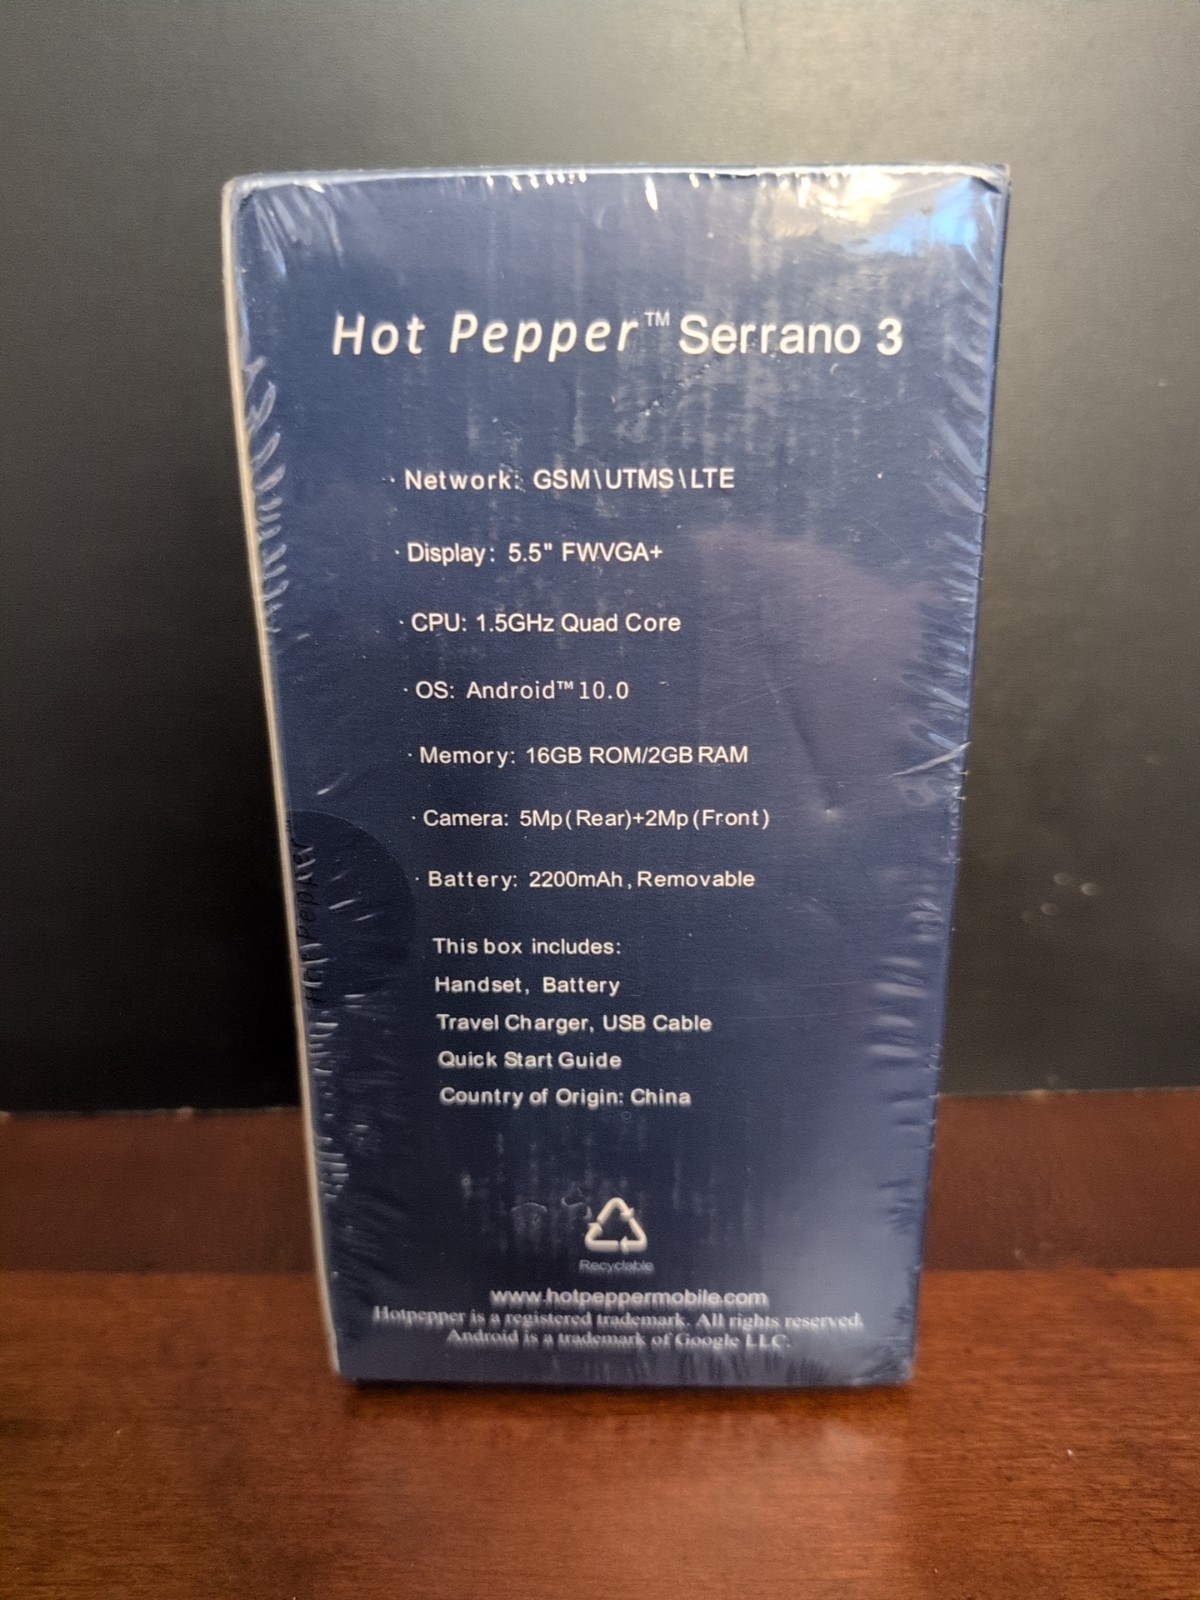 Hot Pepper™ Serrano 3
· Network: GSM\UTMS\LTE
· Display: 5.5" FWVGA+
· CPU: 1.5GHz Quad Core
· OS: Android™ 10.0
· Memory: 16GB ROM/2GB RAM
· Camera: 5Mp(Rear)+2Mp(Front)
· Battery: 2200mAh, Removable
This box includes:
Handset, Battery
Travel Charger, USB Cable
Quick Start Guide
Country of Origin: China
Recyclable
www.hotpeppermobile.com
Hotpepper is a registered trademark. All rights reserved.
Android is a trademark of Google LLC.
Hot Pepper